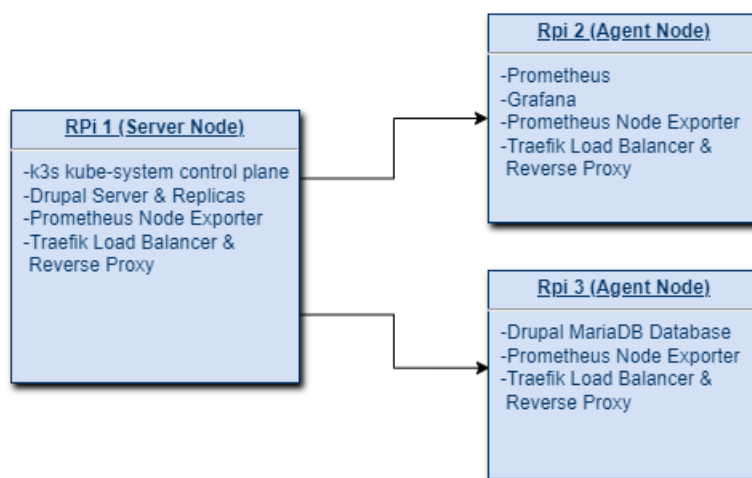 RPi 1 (Server Node)
-k3s kube-system control plane
-Drupal Server & Replicas
-Prometheus Node Exporter
-Traefik Load Balancer &
Reverse Proxy
Rpi 2 (Agent Node)
-Prometheus
-Grafana
-Prometheus Node Exporter
-Traefik Load Balancer &
Reverse Proxy
Rpi 3 (Agent Node)
-Drupal MariaDB Database
-Prometheus Node Exporter
-Traefik Load Balancer &
Reverse Proxy